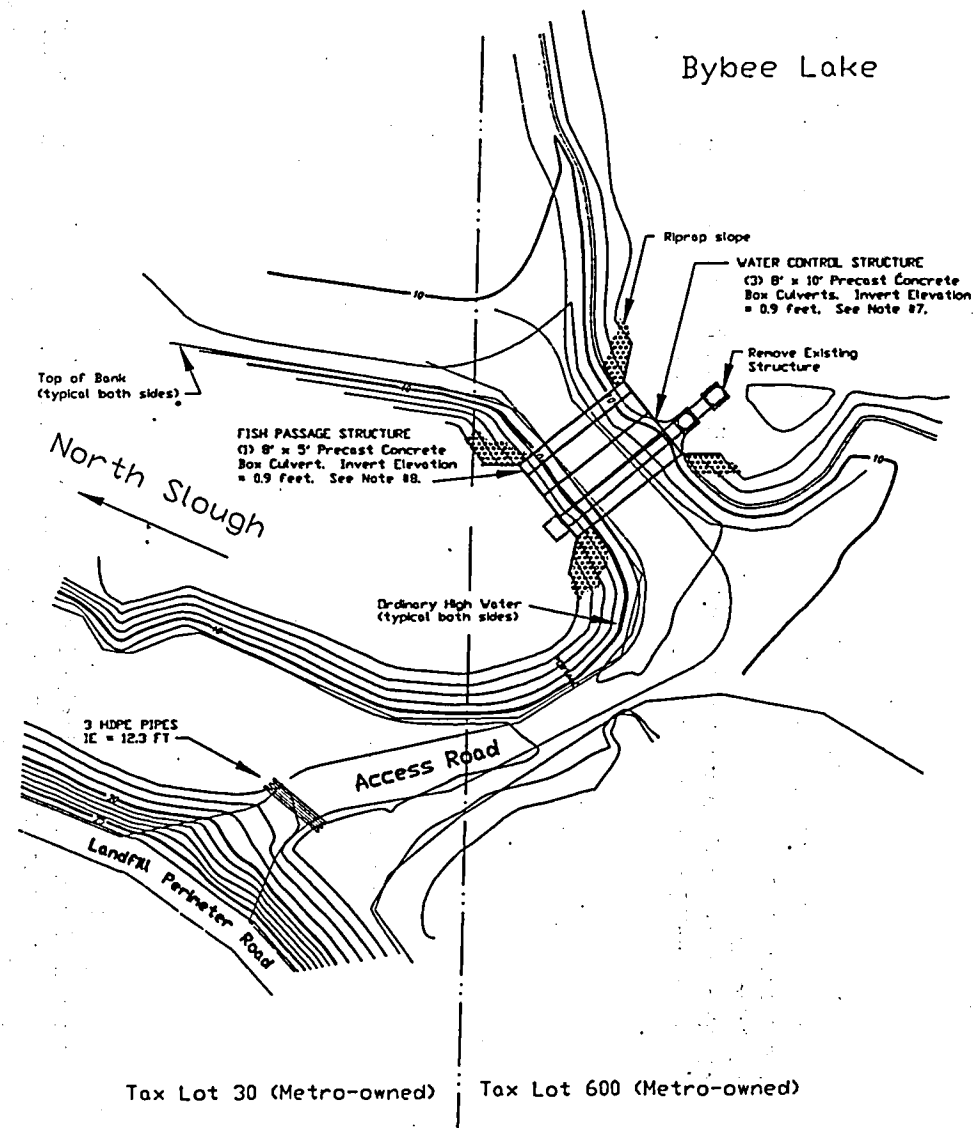 Bybee Lake
Riprap slope
WATER CONTROL STRUCTURE
(3) 8' x 10' Precast Concrete
Box Culverts. Invert Elevation
= 0.9 feet. See Note #7.
10
Remove Existing
Structure
Top of Bank
(typical both sides)
10
FISH PASSAGE STRUCTURE
(1) 8' x 5' Precast Concrete
Box Culvert. Invert Elevation
= 0.9 feet. See Note #8.
10
North Slough
Ordinary High Water
(typical both sides)
10
3 HDPE PIPES
IE = 12.3 FT
Access Road
20
Landfill Perimeter Road
Tax Lot 30 (Metro-owned)
Tax Lot 600 (Metro-owned)